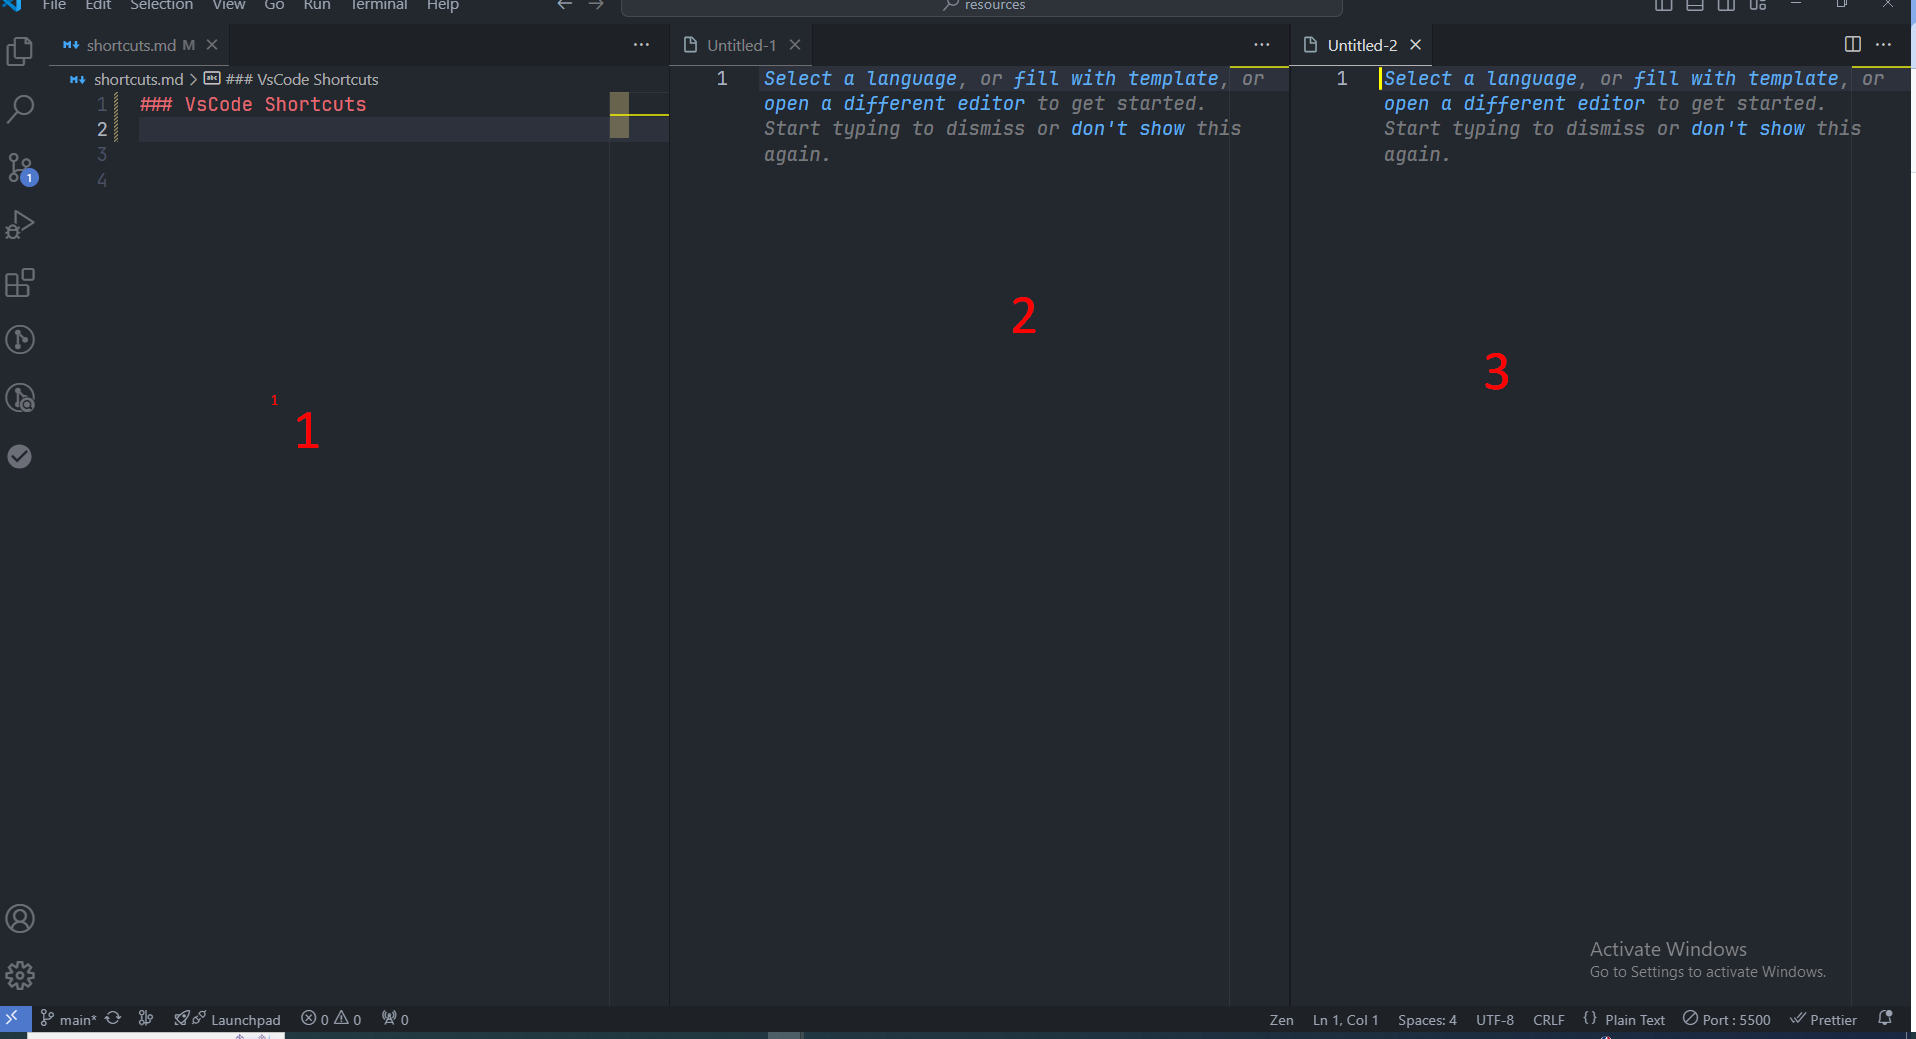 File Edit Selection View Go Run Terminal Help
resources
shortcuts.md M
Untitled-1
Untitled-2
shortcuts.md > ### VsCode Shortcuts
1 ### VsCode Shortcuts
2
3
4
1 Select a language, or fill with template, or
open a different editor to get started.
Start typing to dismiss or don't show this
again.
1 Select a language, or fill with template, or
open a different editor to get started.
Start typing to dismiss or don't show this
again.
1
2
3
1
1
Activate Windows
Go to Settings to activate Windows.
main* Launchpad 0 0 0
Zen Ln 1, Col 1 Spaces: 4 UTF-8 CRLF {} Plain Text Port : 5500 Prettier